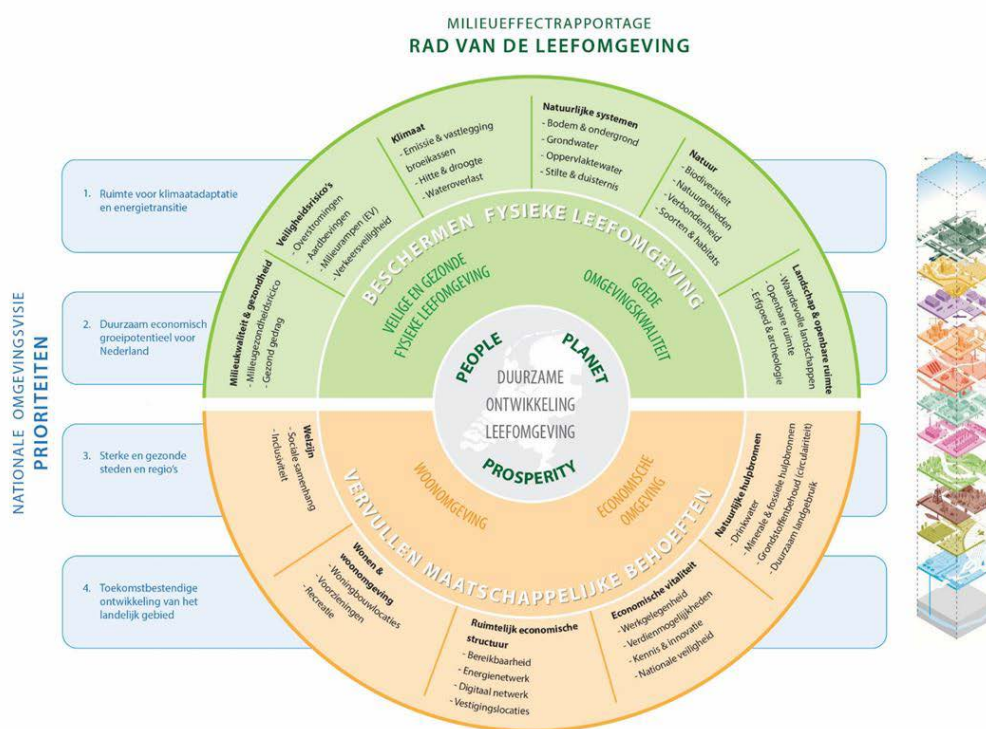 MILIEUEFFECTRAPPORTAGE
RAD VAN DE LEEFOMGEVING
NATIONALE OMGEVINGSVISIE
PRIORITEITEN
1. Ruimte voor klimaatadaptatie
en energietransitie
2. Duurzaam economisch
groeipotentieel voor
Nederland
3. Sterke en gezonde
steden en regio's
4. Toekomstbestendige
ontwikkeling van het
landelijk gebied
BESCHERMEN FYSIEKE LEEFOMGEVING
VEILIGE EN GEZONDE
FYSIEKE LEEFOMGEVING
GOEDE
OMGEVINGSKWALITEIT
Milieukwaliteit & gezondheid
- Milieugezondheidsricico
- Gezond gedrag
Veiligheidsrisico's
- Overstromingen
- Aardbevingen
- Milieurampen (EV)
- Verkeersveiligheid
Klimaat
- Emissie & vastlegging
broeikassen
- Hitte & droogte
- Wateroverlast
Natuurlijke systemen
- Bodem & ondergrond
- Grondwater
- Oppervlaktewater
- Stilte & duisternis
Natuur
- Biodiversiteit
- Natuurgebieden
- Verbondenheid
- Soorten & habitats
Landschap & openbare ruimte
- Waardevolle landschappen
- Openbare ruimte
- Erfgoed & archeologie
PEOPLE
PLANET
DUURZAME
ONTWIKKELING
LEEFOMGEVING
PROSPERITY
WOONOMGEVING
ECONOMISCHE
OMGEVING
VERVULLEN MAATSCHAPPELIJKE BEHOEFTEN
Welzijn
- Sociale samenhang
- Inclusiviteit
Wonen &
woonomgeving
- Woningbouwlocaties
- Voorzieningen
- Recreatie
Ruimtelijk economische
structuur
- Bereikbaarheid
- Energienetwerk
- Digitaal netwerk
- Vestigingslocaties
Economische vitaliteit
- Werkgelegenheid
- Verdienmogelijkheden
- Kennis & innovatie
- Nationale veiligheid
Natuurlijke hulpbronnen
- Drinkwater
- Minerale & fossiele hulpbronnen
- Grondstoffenbehoud (circulairiteit)
- Duurzaam landgebruik